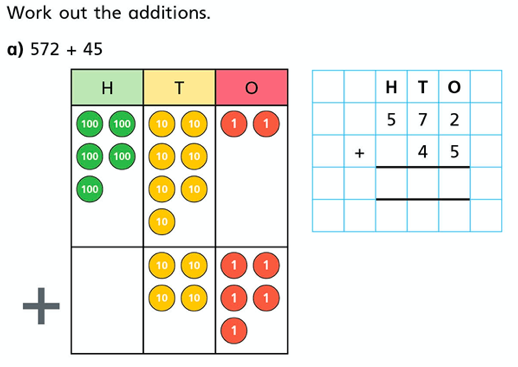 Work out the additions.
a) 572 + 45
H T O
100 100 10 10 1 1
100 100 10 10
100 10 10
10
+
10 10 1 1
10 10 1 1
1
H T O
5 7 2
+ 4 5